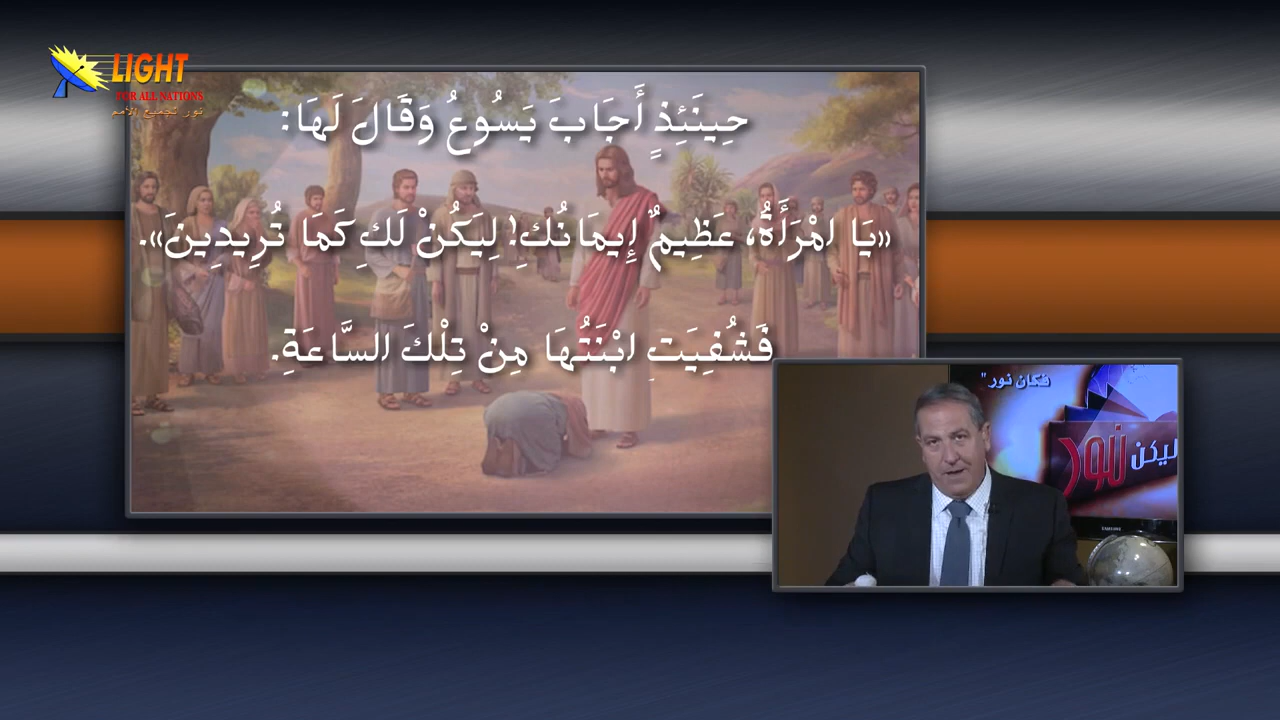 LIGHT
FOR ALL NATIONS
نور لجميع الأمم
حِينَئِذٍ أَجَابَ يَسُوعُ وَقَالَ لَهَا:
«يَا امْرَأَةُ، عَظِيمٌ إِيمَانُكِ! لِيَكُنْ لَكِ كَمَا تُرِيدِينَ».
فَشُفِيَتِ ابْنَتُهَا مِنْ تِلْكَ السَّاعَةِ.
فكان نور"
ليكن نور
SAMSUNG